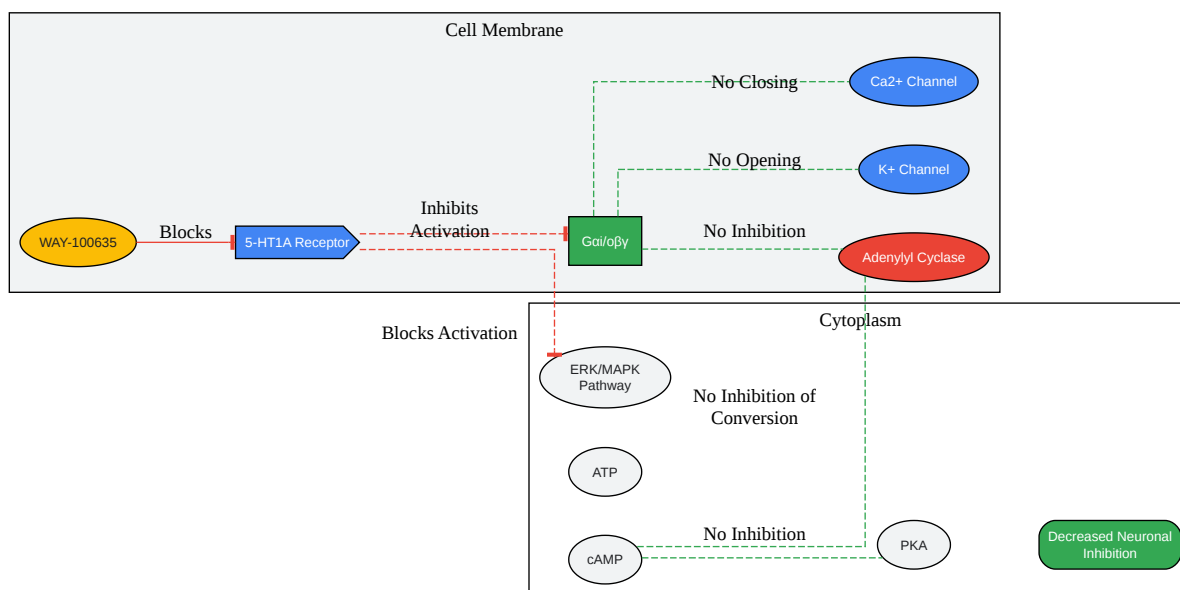 Cell Membrane
No Closing
Ca2+ Channel
No Opening
K+ Channel
WAY-100635
Blocks
5-HT1A Receptor
Inhibits
Activation
Gαi/oβγ
No Inhibition
Adenylyl Cyclase
Cytoplasm
Blocks Activation
ERK/MAPK
Pathway
No Inhibition of
Conversion
ATP
cAMP
No Inhibition
PKA
Decreased Neuronal
Inhibition